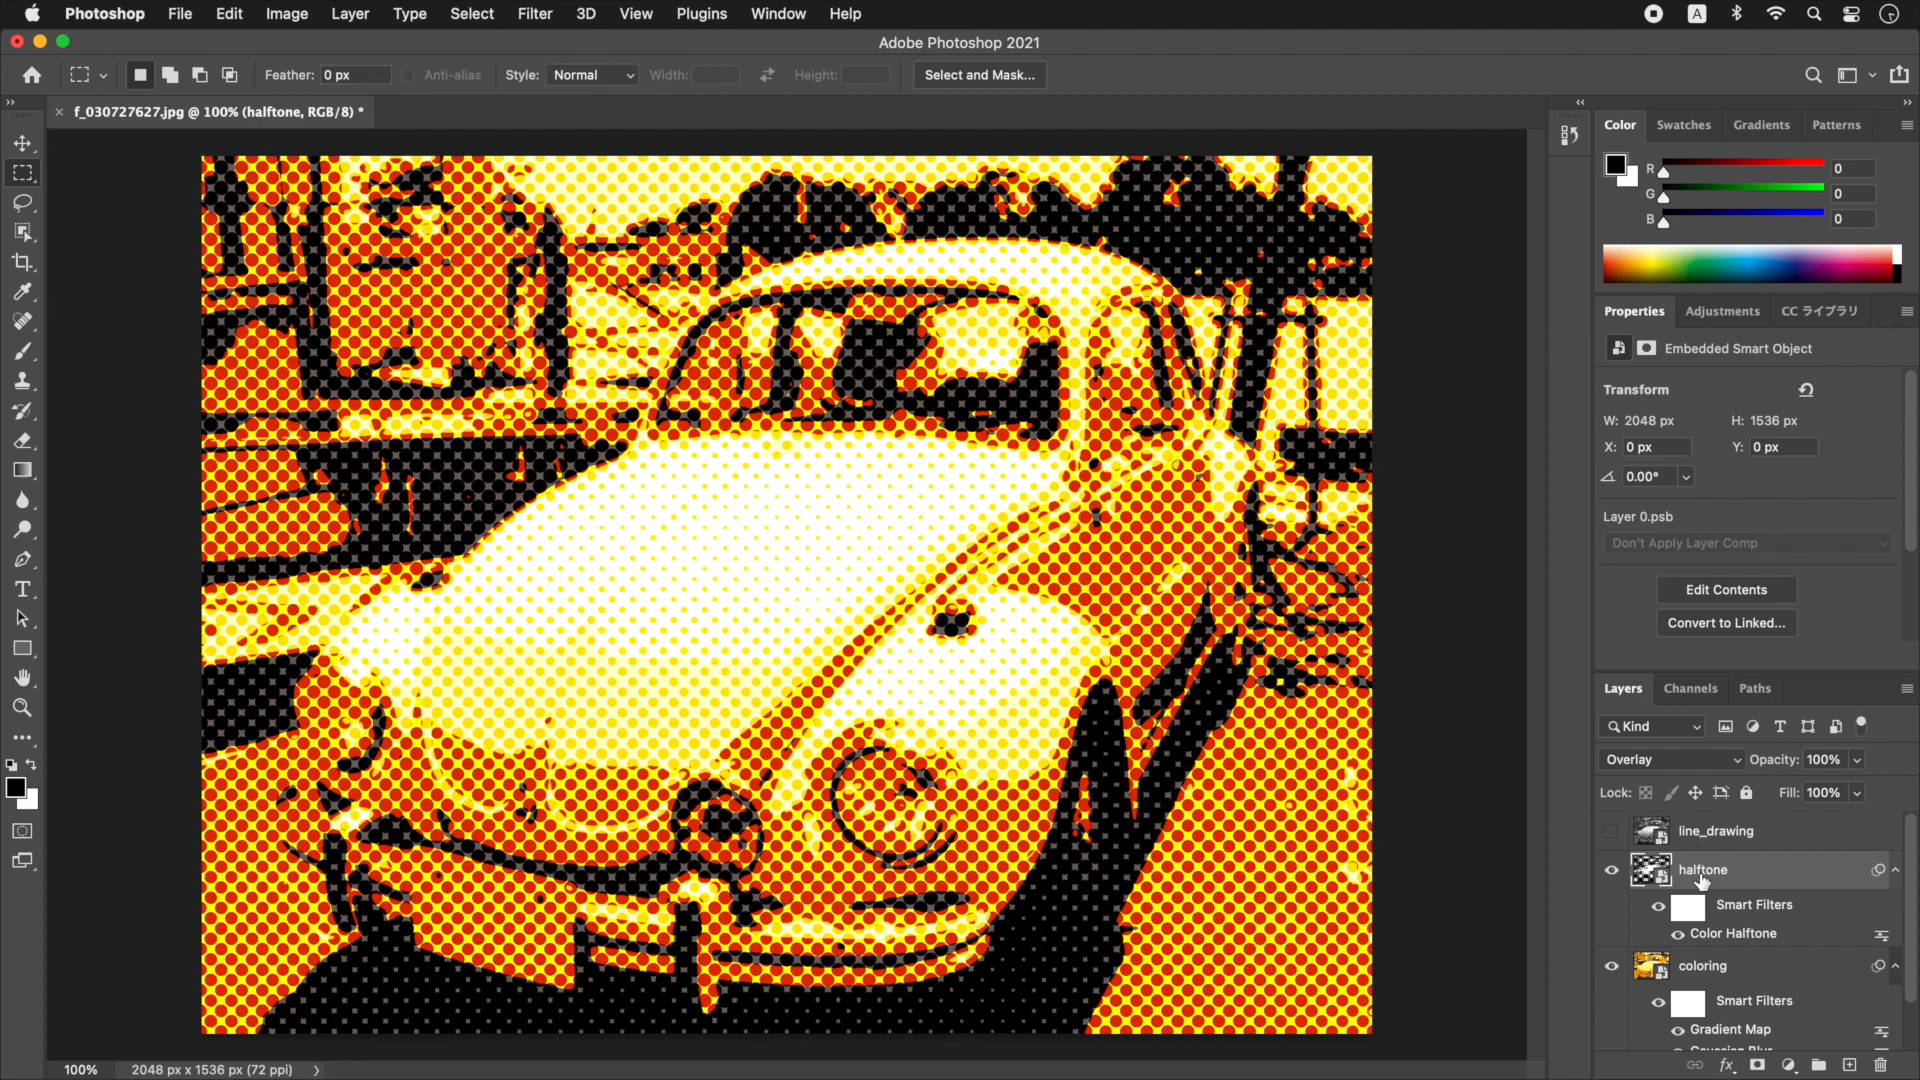 Photoshop File Edit Image Layer Type Select Filter 3D View Plugins Window Help A
Adobe Photoshop 2021
Feather: 0 px Anti-alias Style: Normal Width: Height: Select and Mask...
f_030727627.jpg @ 100% (halftone, RGB/8) *
Color Swatches Gradients Patterns
R 0
G 0
B 0
Properties Adjustments CC ライブラリ
Embedded Smart Object
Transform
W: 2048 px H: 1536 px
X: 0 px Y: 0 px
0.00°
Layer 0.psb
Don't Apply Layer Comp
Edit Contents
Convert to Linked...
Layers Channels Paths
Kind
Overlay Opacity: 100%
Lock: Fill: 100%
line_drawing
halftone
Smart Filters
Color Halftone
coloring
Smart Filters
Gradient Map
Gaussian Blur
fx
100% 2048 px x 1536 px (72 ppi)